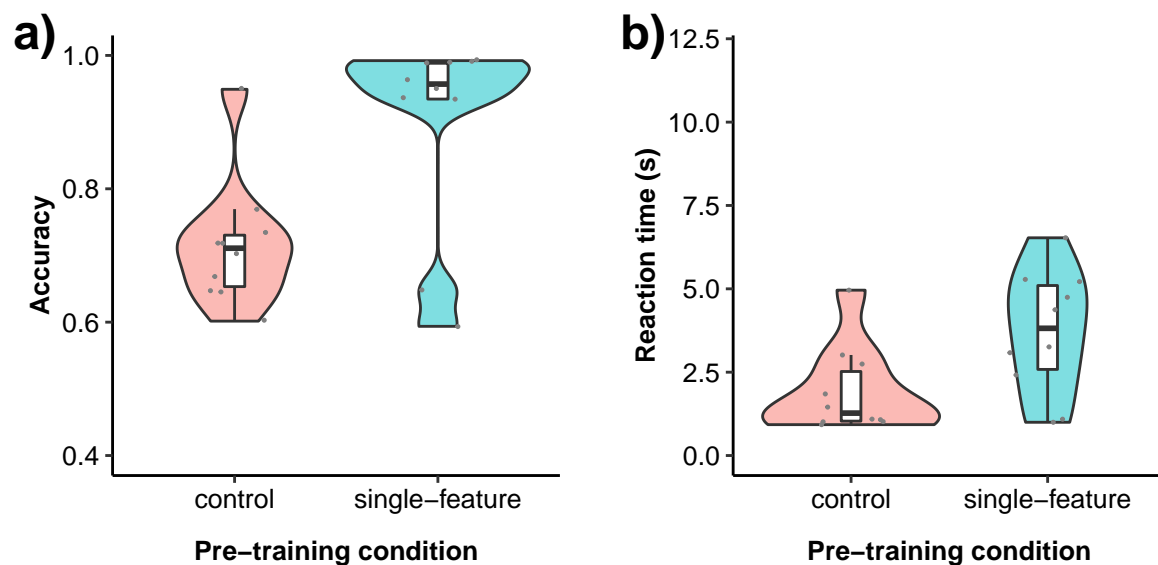 a)
Accuracy
1.0
0.8
0.6
0.4
control single−feature
Pre−training condition
b)
Reaction time (s)
12.5
10.0
7.5
5.0
2.5
0.0
control single−feature
Pre−training condition